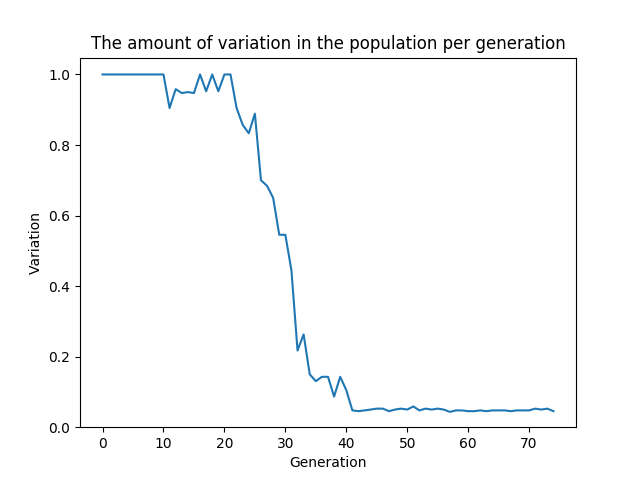 The amount of variation in the population per generation
1.0
0.8
0.6
0.4
0.2
0.0
Variation
0 10 20 30 40 50 60 70
Generation